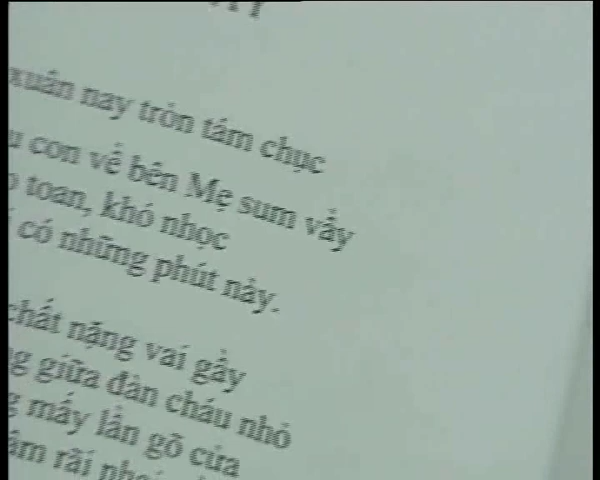 xuân nay tròn tám chục
con về bên Mẹ sum vầy
toan, khó nhọc
có những phút này.
chất nặng vai gầy
giữa đàn cháu nhỏ
mấy lần gõ cửa
rãi